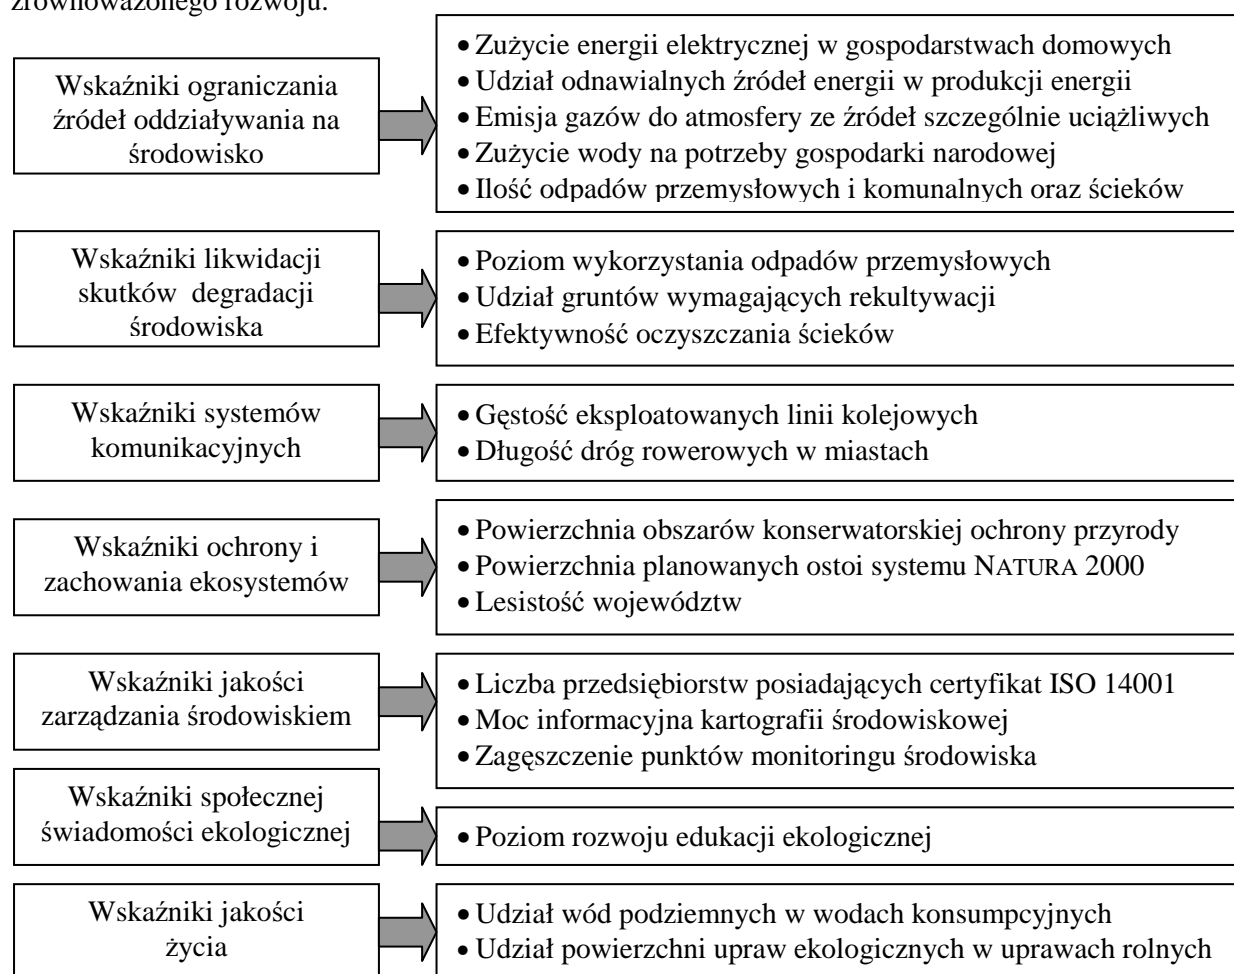 zrównoważonego rozwoju.
Wskaźniki ograniczania
źródeł oddziaływania na
środowisko
• Zużycie energii elektrycznej w gospodarstwach domowych
• Udział odnawialnych źródeł energii w produkcji energii
• Emisja gazów do atmosfery ze źródeł szczególnie uciążliwych
• Zużycie wody na potrzeby gospodarki narodowej
• Ilość odpadów przemysłowych i komunalnych oraz ścieków
Wskaźniki likwidacji
skutków degradacji
środowiska
• Poziom wykorzystania odpadów przemysłowych
• Udział gruntów wymagających rekultywacji
• Efektywność oczyszczania ścieków
Wskaźniki systemów
komunikacyjnych
• Gęstość eksploatowanych linii kolejowych
• Długość dróg rowerowych w miastach
Wskaźniki ochrony i
zachowania ekosystemów
• Powierzchnia obszarów konserwatorskiej ochrony przyrody
• Powierzchnia planowanych ostoi systemu NATURA 2000
• Lesistość województw
Wskaźniki jakości
zarządzania środowiskiem
• Liczba przedsiębiorstw posiadających certyfikat ISO 14001
• Moc informacyjna kartografii środowiskowej
• Zagęszczenie punktów monitoringu środowiska
Wskaźniki społecznej
świadomości ekologicznej
• Poziom rozwoju edukacji ekologicznej
Wskaźniki jakości
życia
• Udział wód podziemnych w wodach konsumpcyjnych
• Udział powierzchni upraw ekologicznych w uprawach rolnych